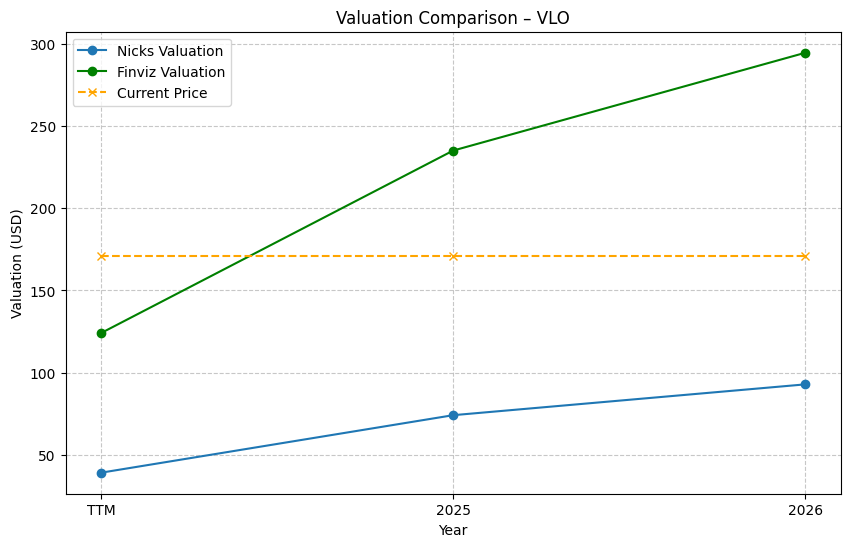 Valuation Comparison – VLO
Nicks Valuation
Finviz Valuation
Current Price
Valuation (USD)
300
250
200
150
100
50
TTM
2025
2026
Year